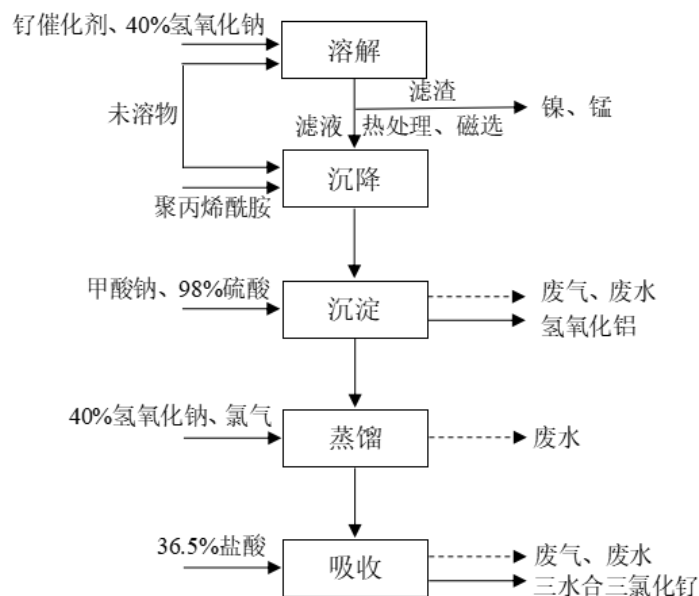 钌催化剂、40%氢氧化钠
溶解
滤渣
镍、锰
未溶物
滤液
热处理、磁选
沉降
聚丙烯酰胺
甲酸钠、98%硫酸
沉淀
废气、废水
氢氧化铝
40%氢氧化钠、氯气
蒸馏
废水
36.5%盐酸
吸收
废气、废水
三水合三氯化钌